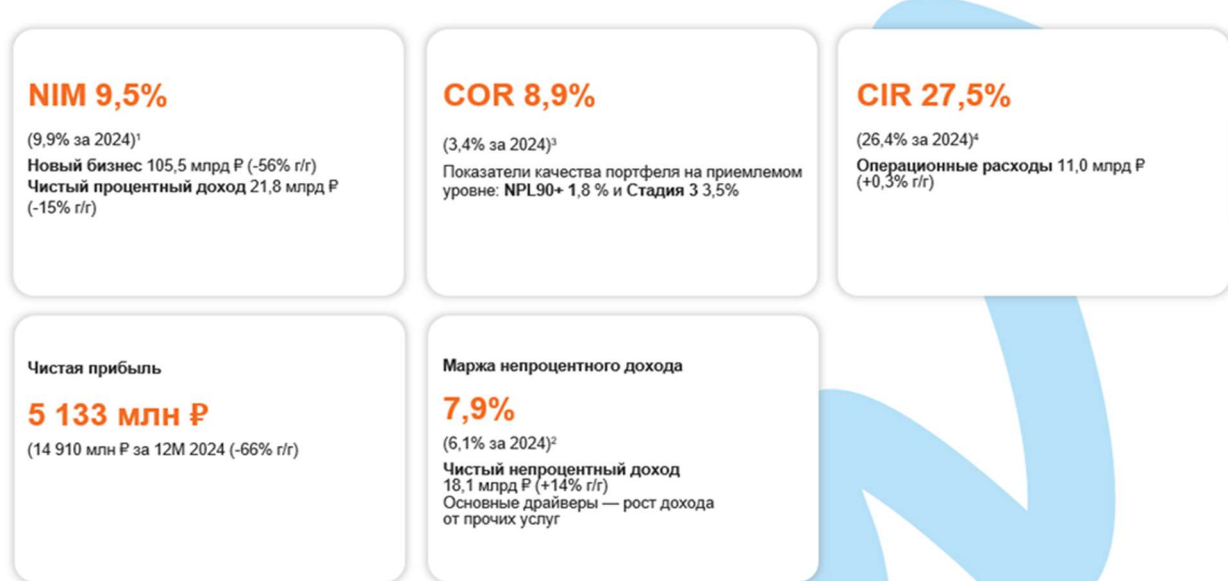 NIM 9,5%
(9,9% за 2024)¹
Новый бизнес 105,5 млрд ₽ (-56% г/г)
Чистый процентный доход 21,8 млрд ₽
(-15% г/г)
COR 8,9%
(3,4% за 2024)³
Показатели качества портфеля на приемлемом
уровне: NPL90+ 1,8 % и Стадия 3 3,5%
CIR 27,5%
(26,4% за 2024)⁴
Операционные расходы 11,0 млрд ₽
(+0,3% г/г)
Чистая прибыль
5 133 млн ₽
(14 910 млн ₽ за 12М 2024 (-66% г/г)
Маржа непроцентного дохода
7,9%
(6,1% за 2024)²
Чистый непроцентный доход
18,1 млрд ₽ (+14% г/г)
Основные драйверы — рост дохода
от прочих услуг